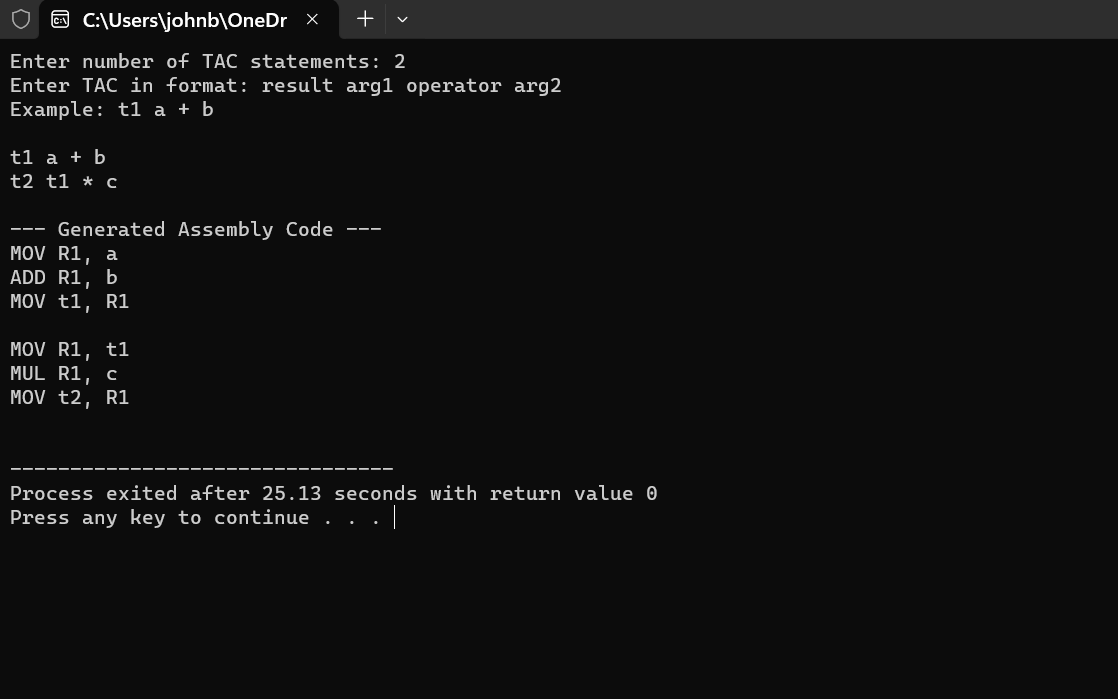 C:\Users\johnb\OneDr
Enter number of TAC statements: 2
Enter TAC in format: result arg1 operator arg2
Example: t1 a + b
t1 a + b
t2 t1 * c
--- Generated Assembly Code ---
MOV R1, a
ADD R1, b
MOV t1, R1
MOV R1, t1
MUL R1, c
MOV t2, R1
--------------------------------
Process exited after 25.13 seconds with return value 0
Press any key to continue . . .